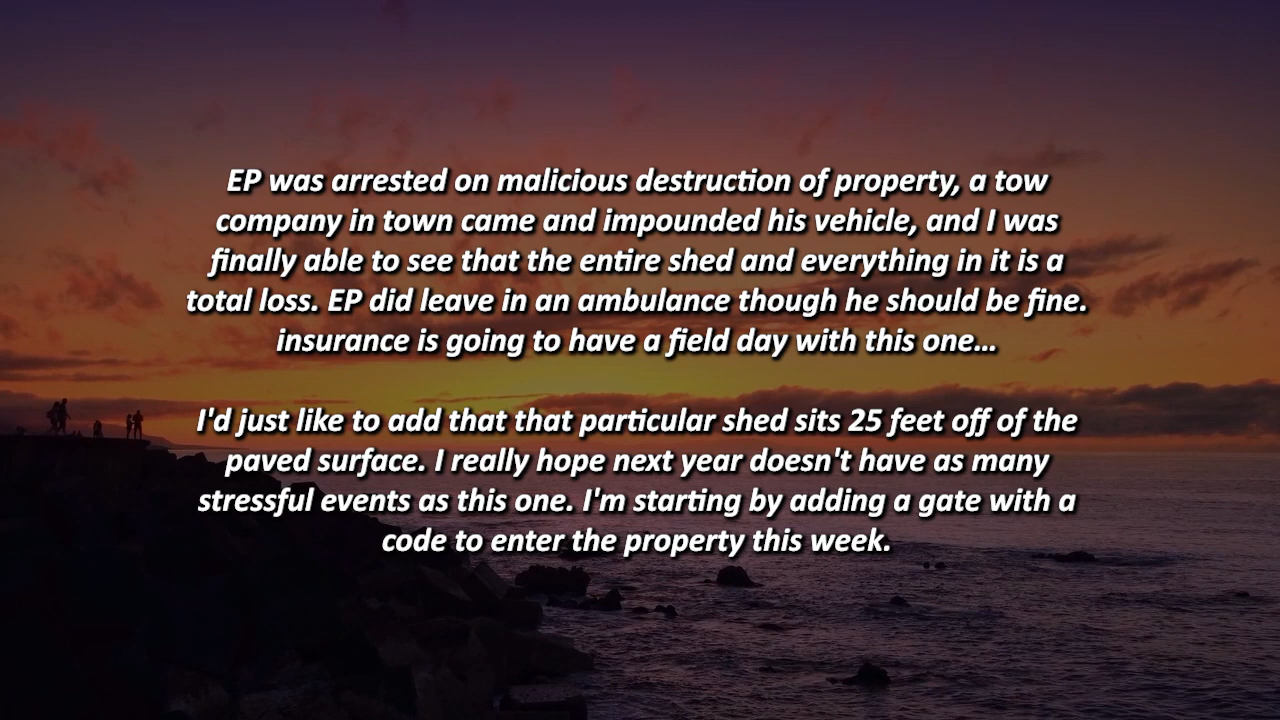 EP was arrested on malicious destruction of property, a tow
company in town came and impounded his vehicle, and I was
finally able to see that the entire shed and everything in it is a
total loss. EP did leave in an ambulance though he should be fine.
insurance is going to have a field day with this one...
I'd just like to add that that particular shed sits 25 feet off of the
paved surface. I really hope next year doesn't have as many
stressful events as this one. I'm starting by adding a gate with a
code to enter the property this week.